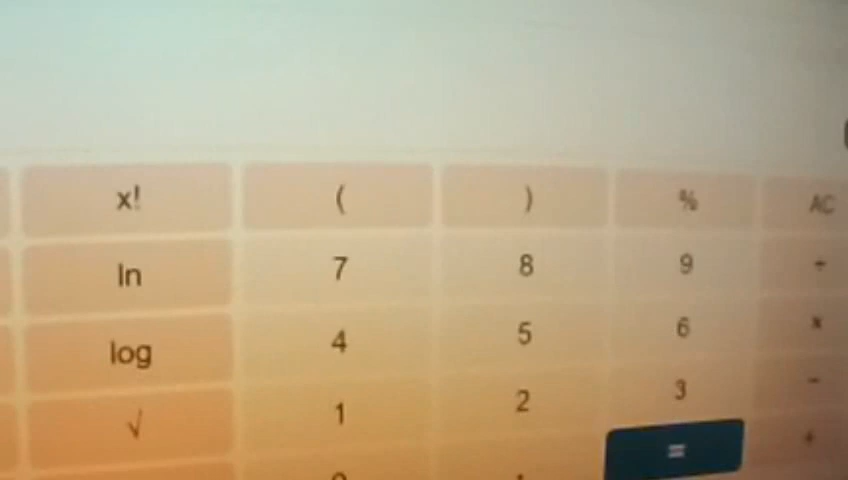 x! ( ) % AC
ln 7 8 9 ÷
log 4 5 6 ×
√ 1 2 3 −
= +